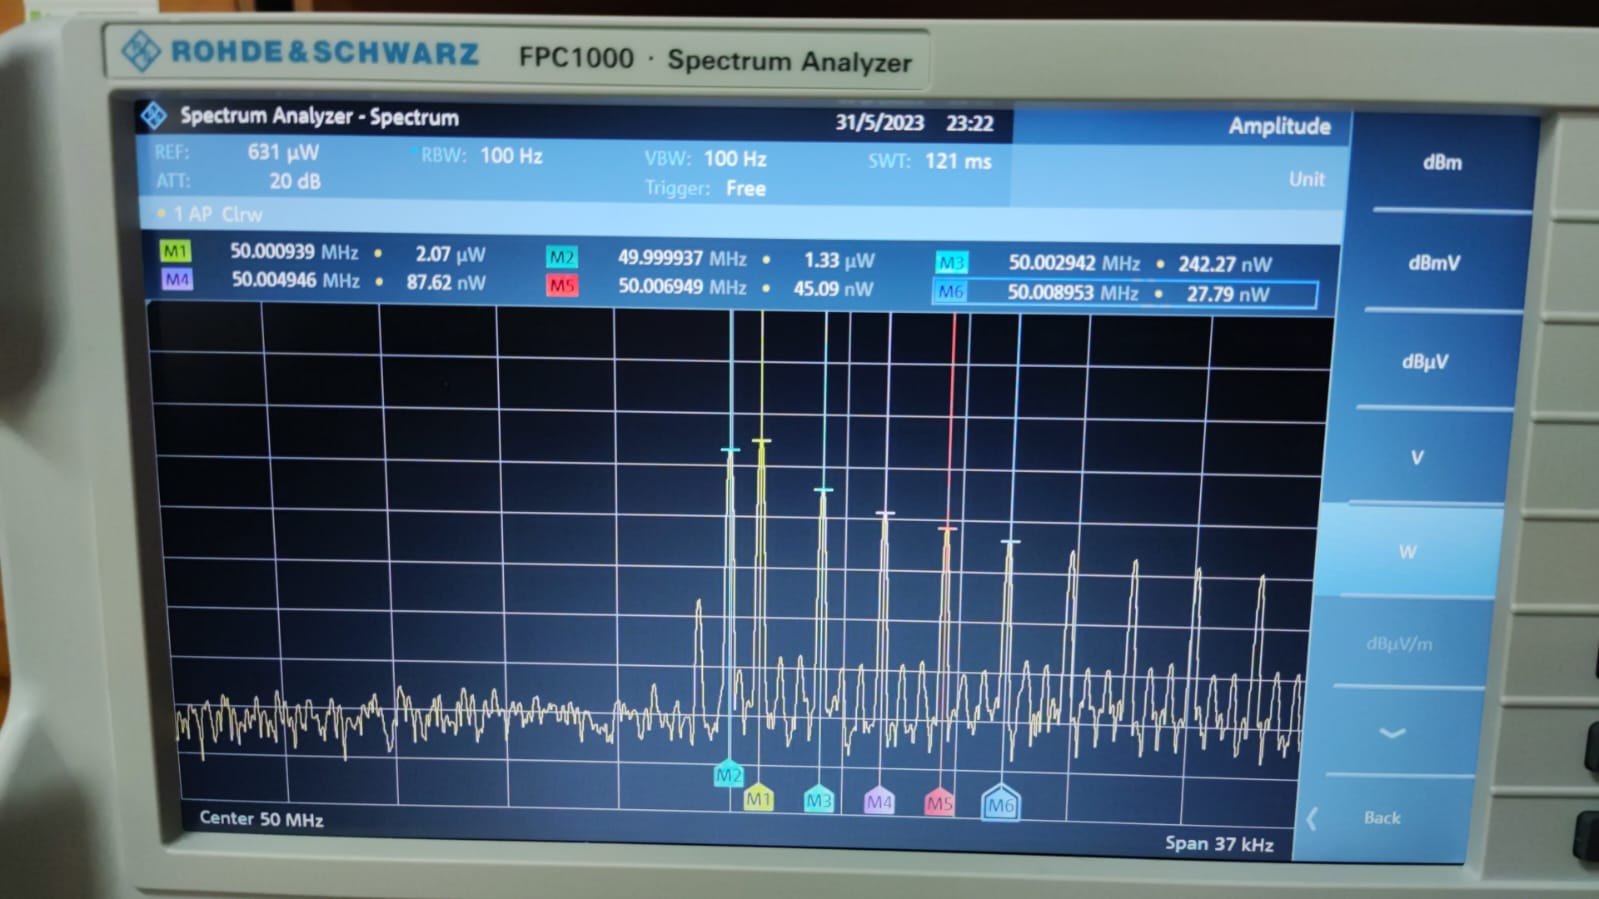 ROHDE&SCHWARZ FPC1000 · Spectrum Analyzer
Spectrum Analyzer - Spectrum 31/5/2023 23:22 Amplitude
REF: 631 µW RBW: 100 Hz VBW: 100 Hz SWT: 121 ms
ATT: 20 dB Trigger: Free Unit
1 AP Clrw
M1 50.000939 MHz • 2.07 µW M2 49.999937 MHz • 1.33 µW M3 50.002942 MHz • 242.27 nW
M4 50.004946 MHz • 87.62 nW M5 50.006949 MHz • 45.09 nW M6 50.008953 MHz • 27.79 nW
M2
M1 M3 M4 M5 M6
Center 50 MHz Span 37 kHz
dBm
dBmV
dBµV
V
W
dBµV/m
Back